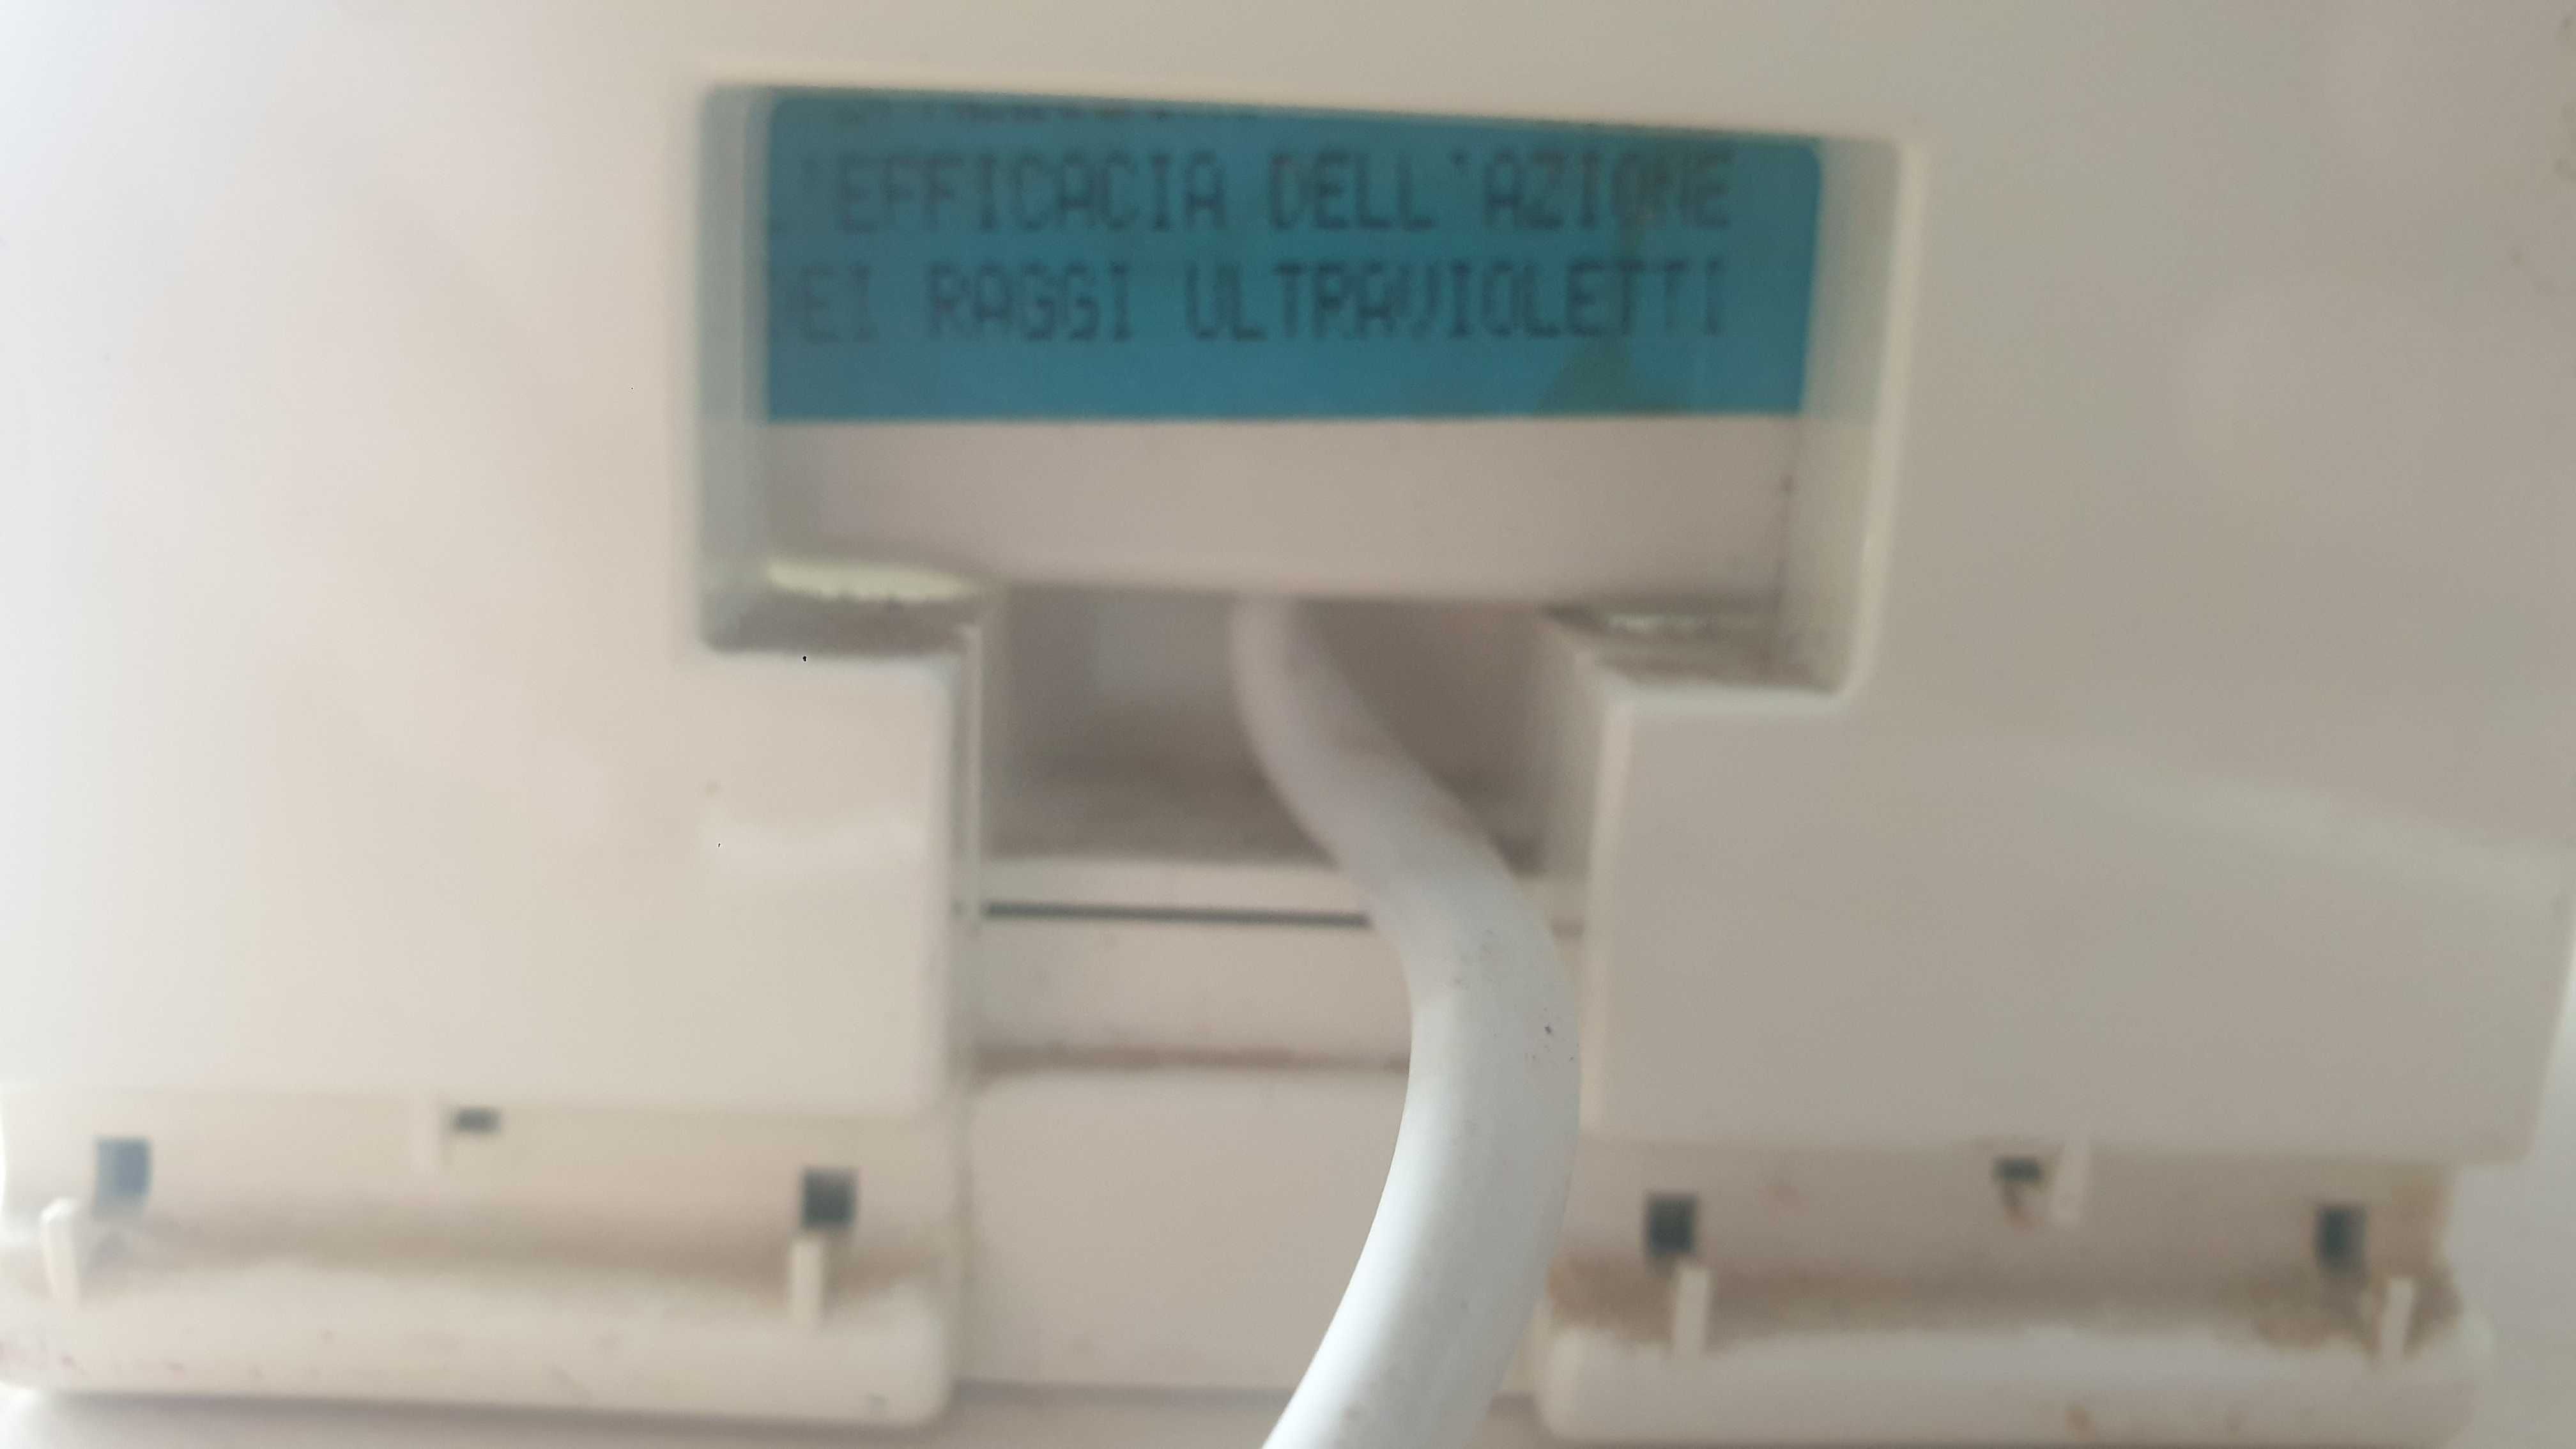 'EFFICACIA DELL'AZIONE
EI RAGGI ULTRAVIOLETTI